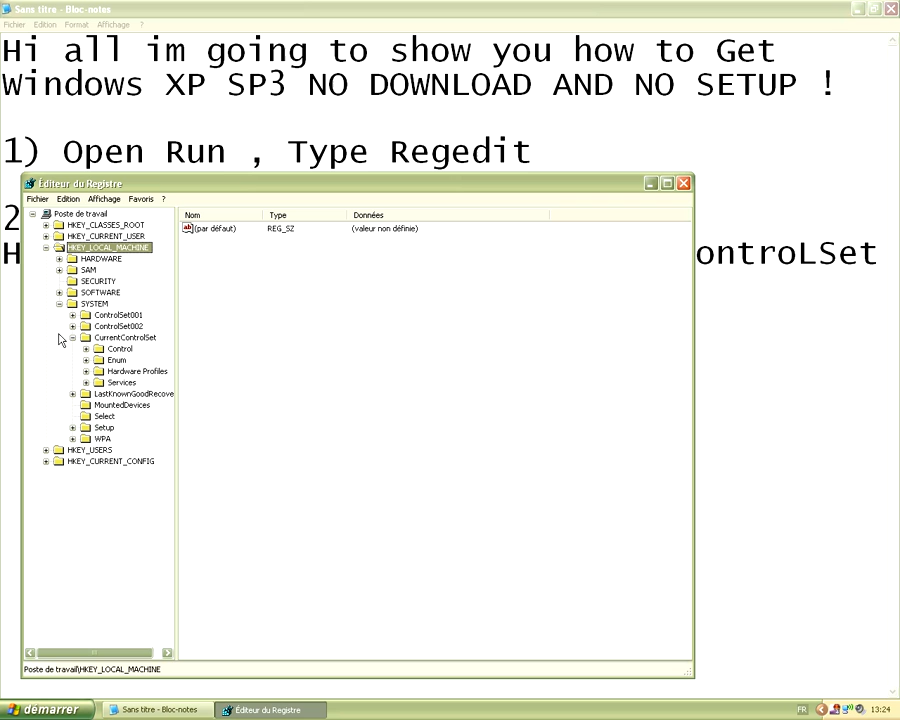 Sans titre - Bloc-notes
Fichier Edition Format Affichage ?
Hi all im going to show you how to Get
Windows XP SP3 NO DOWNLOAD AND NO SETUP !
1) Open Run , Type Regedit
2
H
ontroLSet
Éditeur du Registre
Fichier Edition Affichage Favoris ?
Poste de travail
HKEY_CLASSES_ROOT
HKEY_CURRENT_USER
HKEY_LOCAL_MACHINE
HARDWARE
SAM
SECURITY
SOFTWARE
SYSTEM
ControlSet001
ControlSet002
CurrentControlSet
Control
Enum
Hardware Profiles
Services
LastKnownGoodRecove
MountedDevices
Select
Setup
WPA
HKEY_USERS
HKEY_CURRENT_CONFIG
Nom Type Données
ab (par défaut) REG_SZ (valeur non définie)
Poste de travail\HKEY_LOCAL_MACHINE
démarrer Sans titre - Bloc-notes Éditeur du Registre FR 13:24